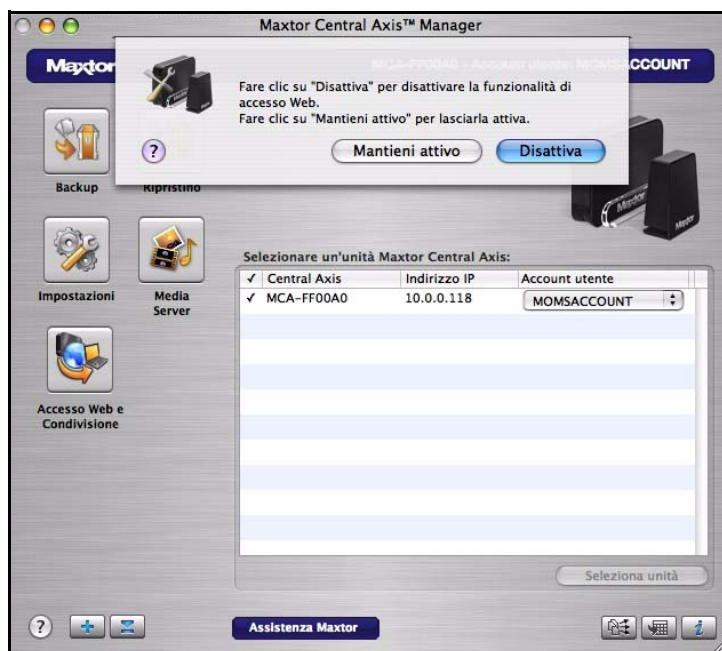 Maxtor Central Axis™ Manager
Maxtor
MCA-FF00A0 - Account utente: MOMSACCOUNT
Fare clic su "Disattiva" per disattivare la funzionalità di
accesso Web.
Fare clic su "Mantieni attivo" per lasciarla attiva.
?
Mantieni attivo
Disattiva
Backup
Ripristino
Maxtor
Maxtor
Impostazioni
Media
Server
Accesso Web e
Condivisione
Selezionare un'unità Maxtor Central Axis:
✓ Central Axis Indirizzo IP Account utente
✓ MCA-FF00A0 10.0.0.118 MOMSACCOUNT
Seleziona unità
?
Assistenza Maxtor
i